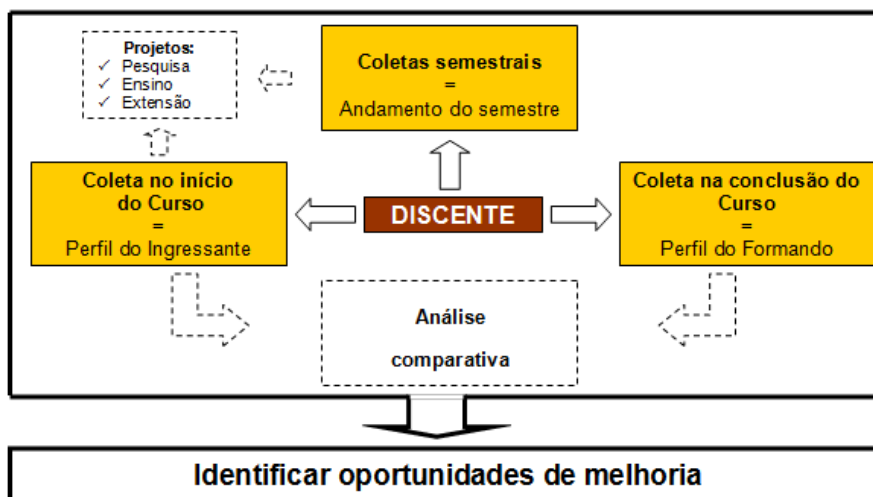 Projetos:
✓ Pesquisa
✓ Ensino
✓ Extensão
Coletas semestrais
=
Andamento do semestre
Coleta no início
do Curso
=
Perfil do Ingressante
DISCENTE
Coleta na conclusão do
Curso
=
Perfil do Formando
Análise
comparativa
Identificar oportunidades de melhoria